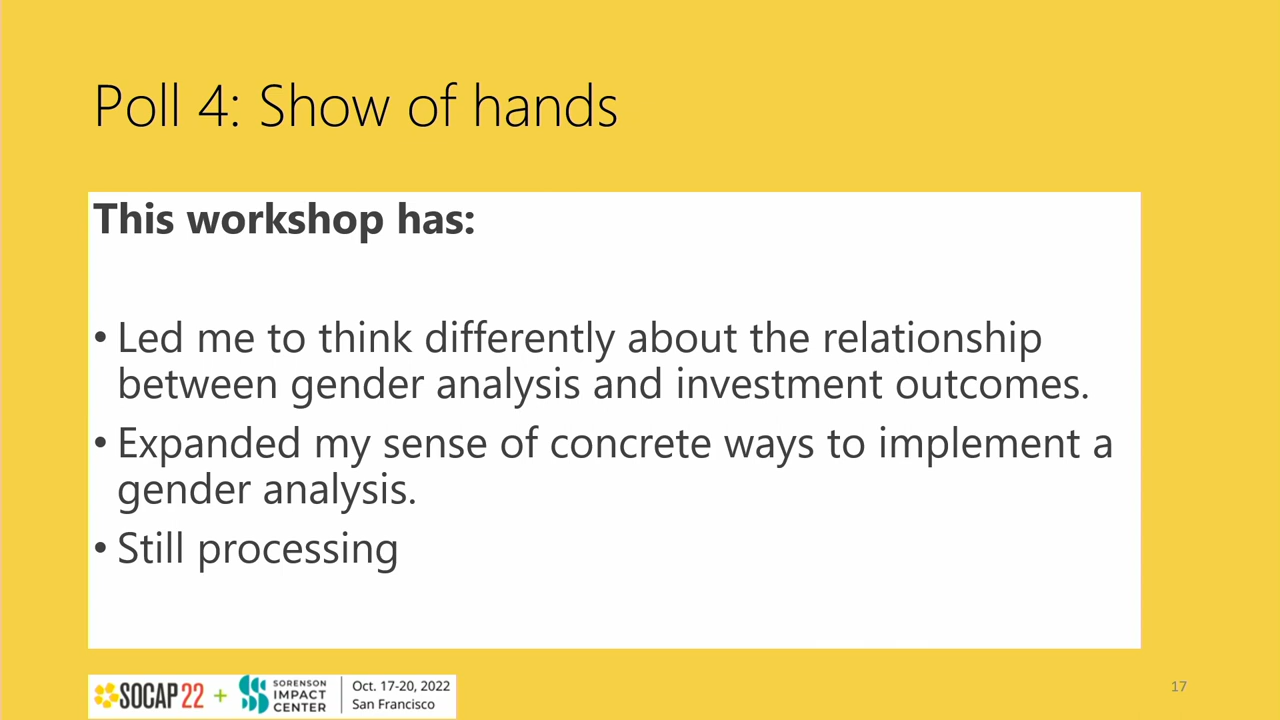 Poll 4: Show of hands
This workshop has:
• Led me to think differently about the relationship
between gender analysis and investment outcomes.
• Expanded my sense of concrete ways to implement a
gender analysis.
• Still processing
SOCAP 22 +
SORENSON
IMPACT
CENTER
Oct. 17-20, 2022
San Francisco
17